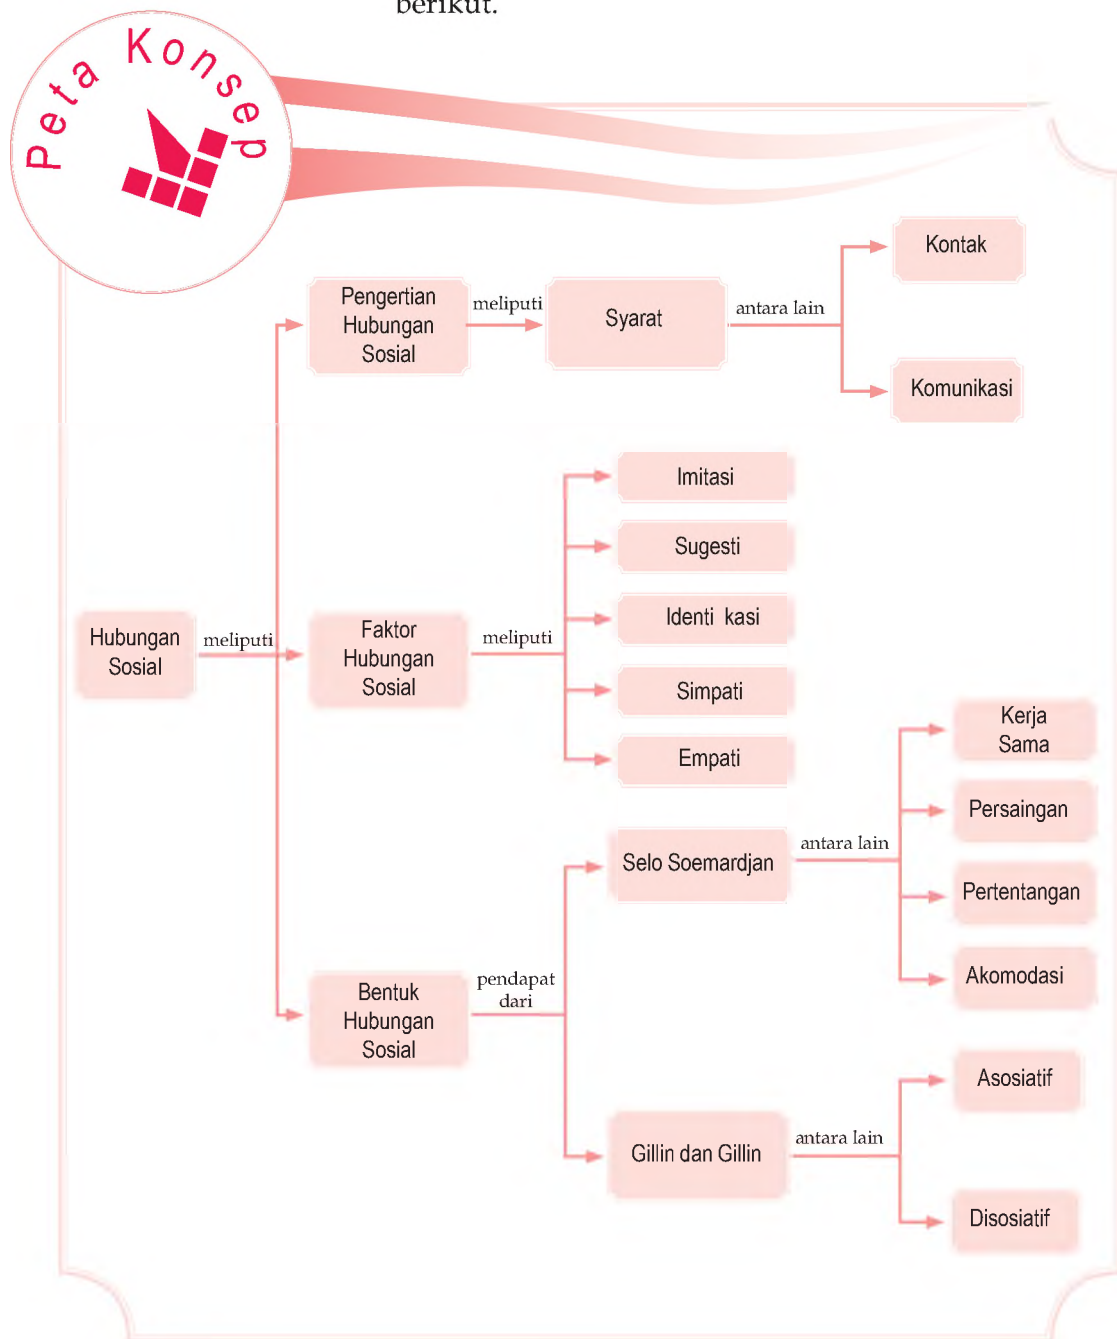 berikut.
Peta Konsep
Kontak
Pengertian
Hubungan
Sosial
meliputi
Syarat
antara lain
Komunikasi
Imitasi
Sugesti
Identi kasi
Hubungan
Sosial
meliputi
Faktor
Hubungan
Sosial
meliputi
Simpati
Empati
Kerja
Sama
Persaingan
Selo Soemardjan
antara lain
Pertentangan
Akomodasi
Bentuk
Hubungan
Sosial
pendapat
dari
Asosiatif
Gillin dan Gillin
antara lain
Disosiatif